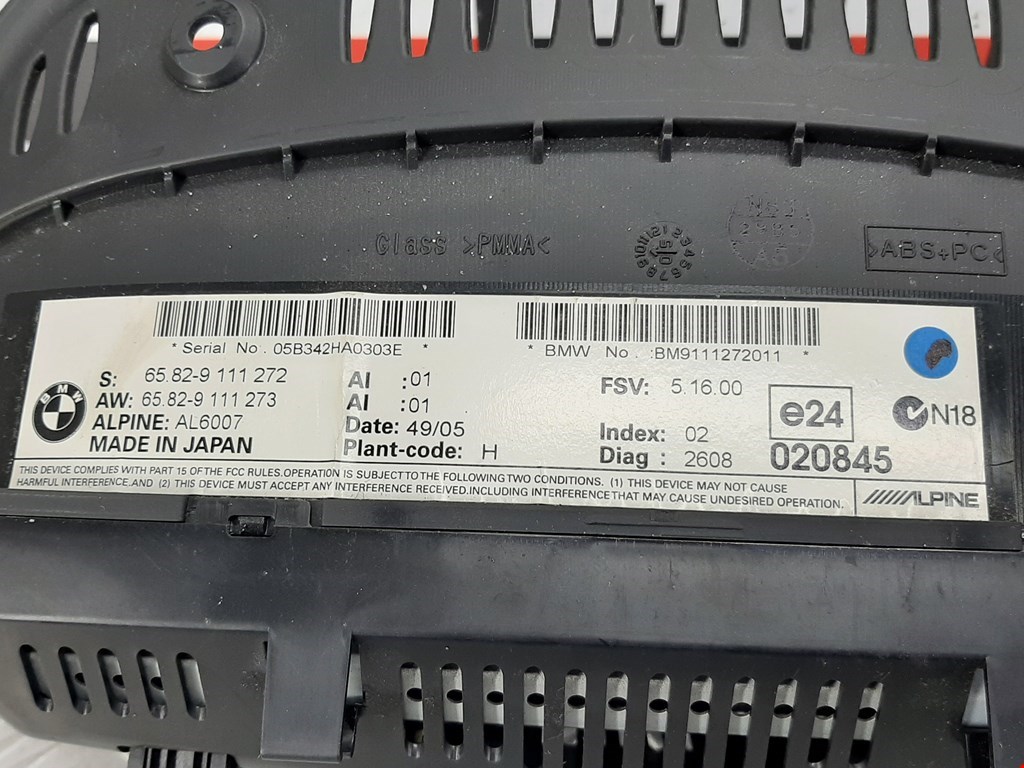 Glass >PMMA<
>ABS+PC<
* Serial No . 05B342HA0303E *
* BMW No . :BM9111272011 *
S: 65.82-9 111 272
AW: 65.82-9 111 273
ALPINE: AL6007
MADE IN JAPAN
BMW
AI :01
AI :01
Date: 49/05
Plant-code: H
FSV: 5.16.00
Index: 02
Diag : 2608
e24
020845
N18
THIS DEVICE COMPLIES WITH PART 15 OF THE FCC RULES.OPERATION IS SUBJECT TO THE FOLLOWING TWO CONDITIONS. (1) THIS DEVICE MAY NOT CAUSE
HARMFUL INTERFERENCE.AND (2) THIS DEVICE MUST ACCEPT ANY INTERFERENCE RECEIVED.INCLUDING INTERFERENCE THAT MAY CAUSE UNDESIRED OPERATION.
ALPINE